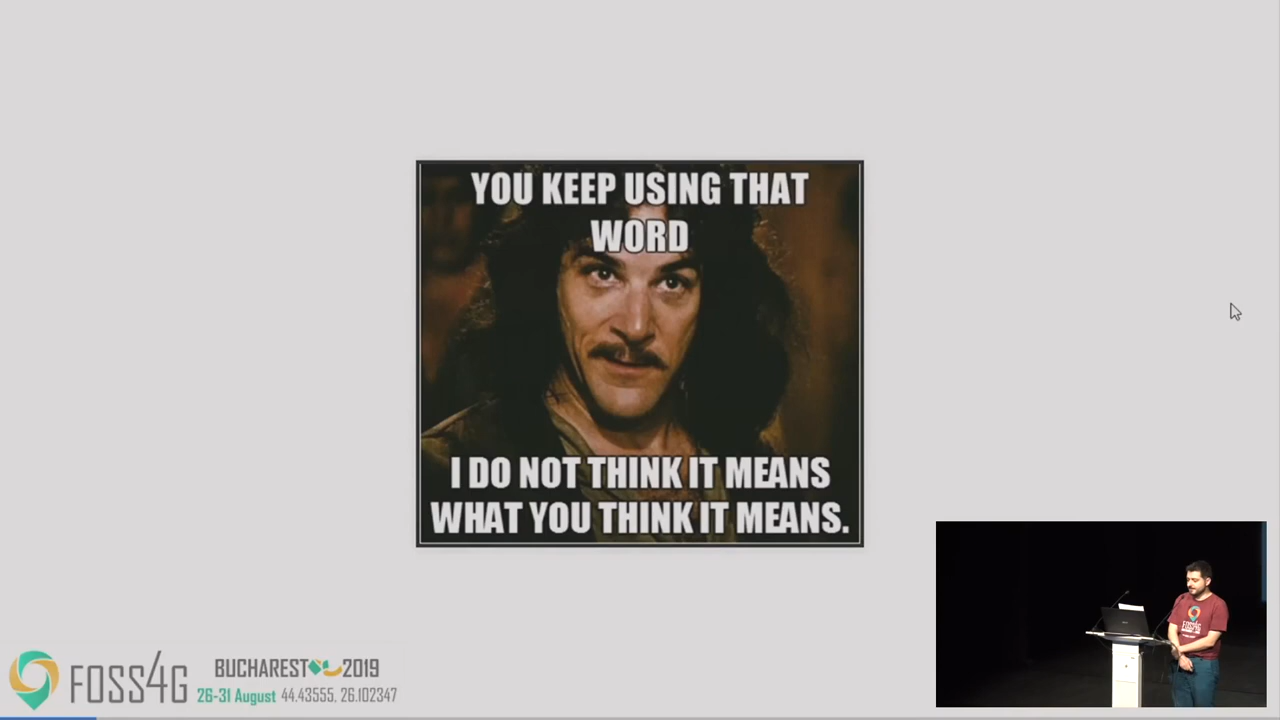 YOU KEEP USING THAT
WORD
I DO NOT THINK IT MEANS
WHAT YOU THINK IT MEANS.
FOSS4G
BUCHAREST 2019
26-31 August 44.43555, 26.102347
FOSS4G